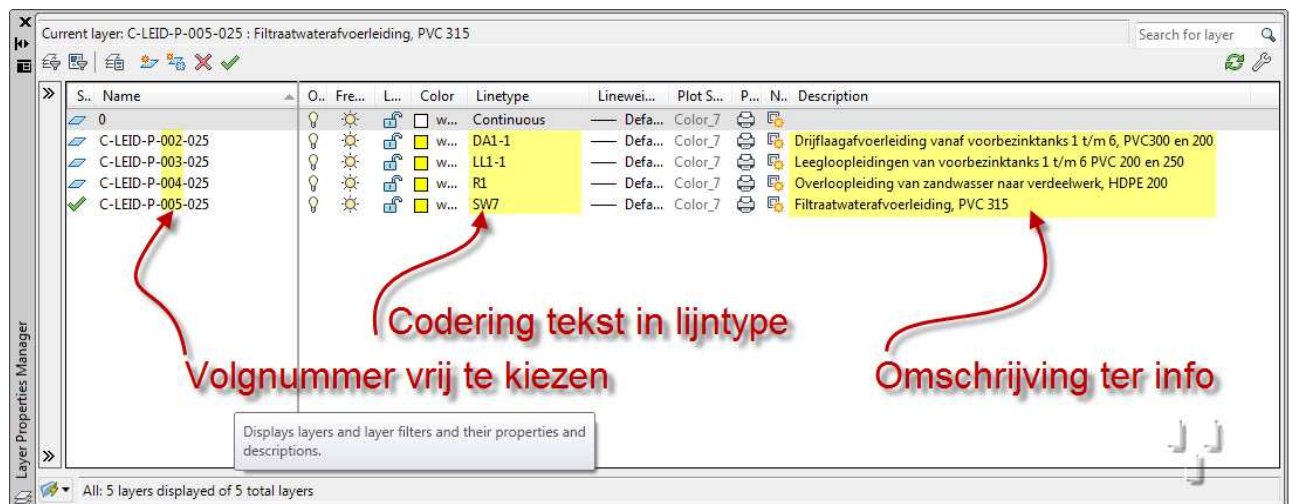 Current layer: C-LEID-P-005-025 : Filtraatwaterafvoerleiding, PVC 315
Search for layer
S.. Name O.. Fre... L... Color Linetype Linewei... Plot S... P... N.. Description
0 w... Continuous Defa... Color_7
C-LEID-P-002-025 w... DA1-1 Defa... Color_7 Drijflaagafvoerleiding vanaf voorbezinktanks 1 t/m 6, PVC300 en 200
C-LEID-P-003-025 w... LL1-1 Defa... Color_7 Leegloopleidingen van voorbezinktanks 1 t/m 6 PVC 200 en 250
C-LEID-P-004-025 w... R1 Defa... Color_7 Overloopleiding van zandwasser naar verdeelwerk, HDPE 200
C-LEID-P-005-025 w... SW7 Defa... Color_7 Filtraatwaterafvoerleiding, PVC 315
Codering tekst in lijntype
Volgnummer vrij te kiezen
Omschrijving ter info
Displays layers and layer filters and their properties and
descriptions.
Layer Properties Manager
All: 5 layers displayed of 5 total layers